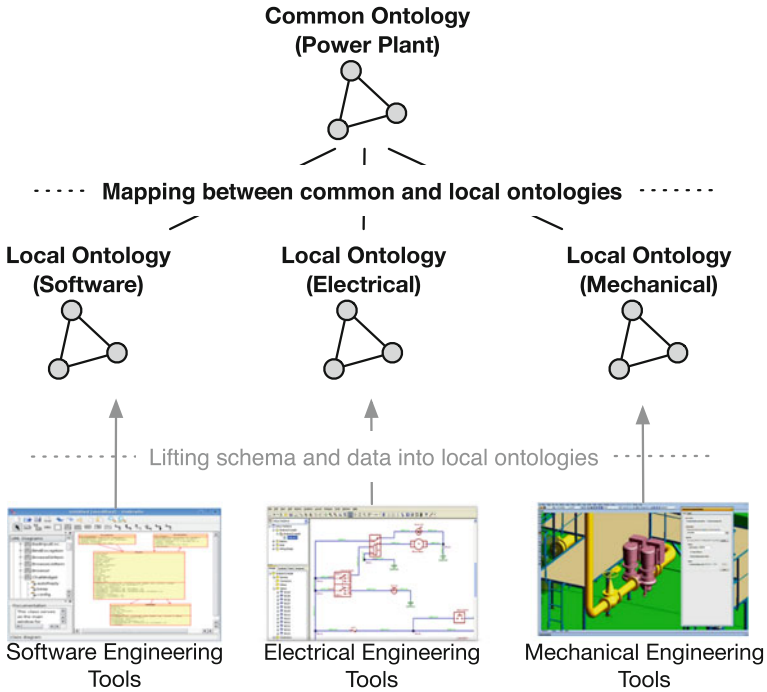 Common Ontology
(Power Plant)
Mapping between common and local ontologies
Local Ontology
(Software)
Local Ontology
(Electrical)
Local Ontology
(Mechanical)
Lifting schema and data into local ontologies
Software Engineering
Tools
Electrical Engineering
Tools
Mechanical Engineering
Tools